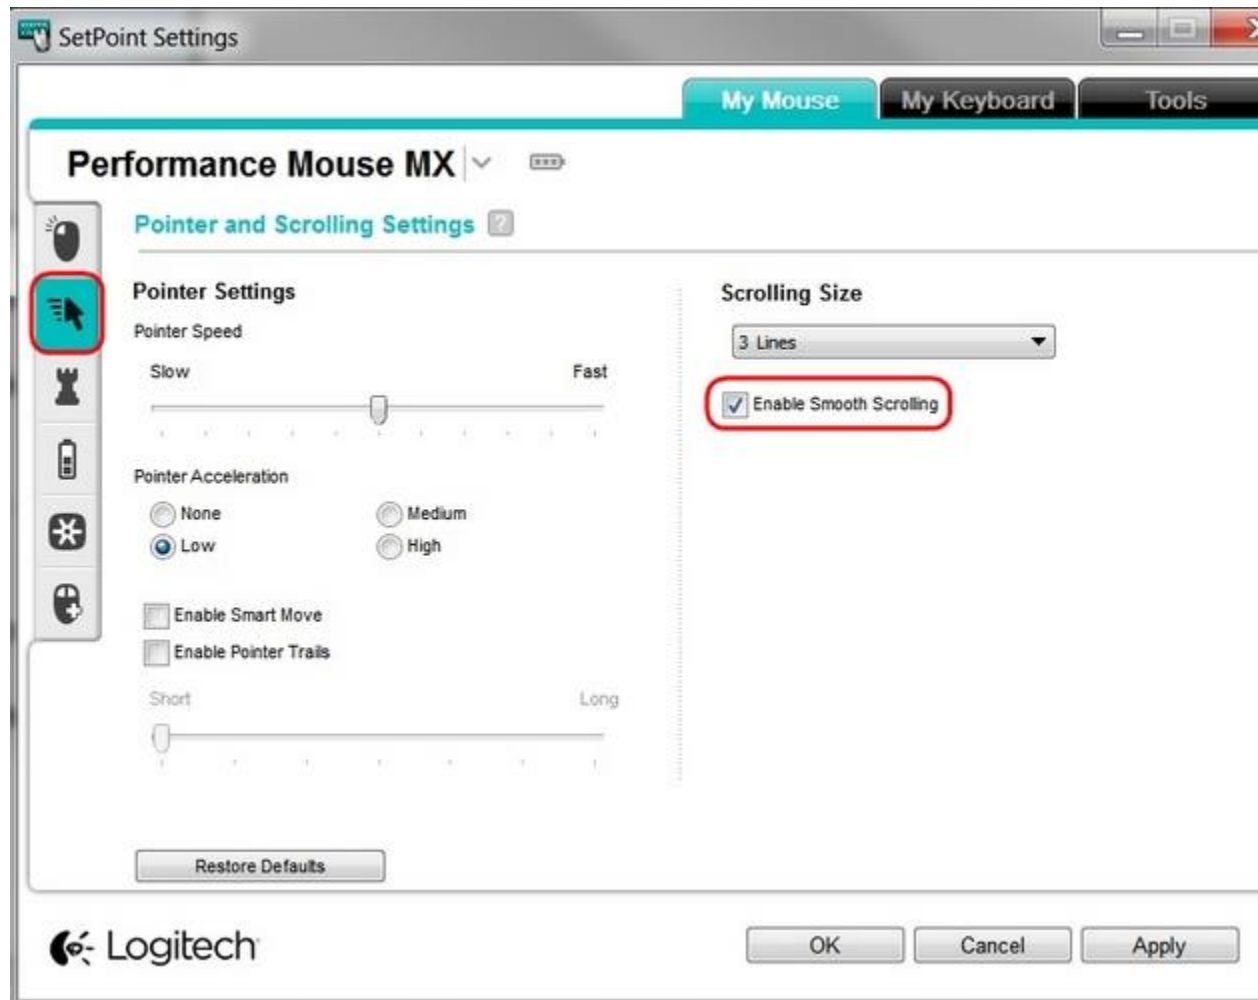 SetPoint Settings
My Mouse My Keyboard Tools
Performance Mouse MX
Pointer and Scrolling Settings ?
Pointer Settings
Pointer Speed
Slow Fast
Pointer Acceleration
None Medium
Low High
Enable Smart Move
Enable Pointer Trails
Short Long
Scrolling Size
3 Lines
Enable Smooth Scrolling
Restore Defaults
Logitech
OK Cancel Apply